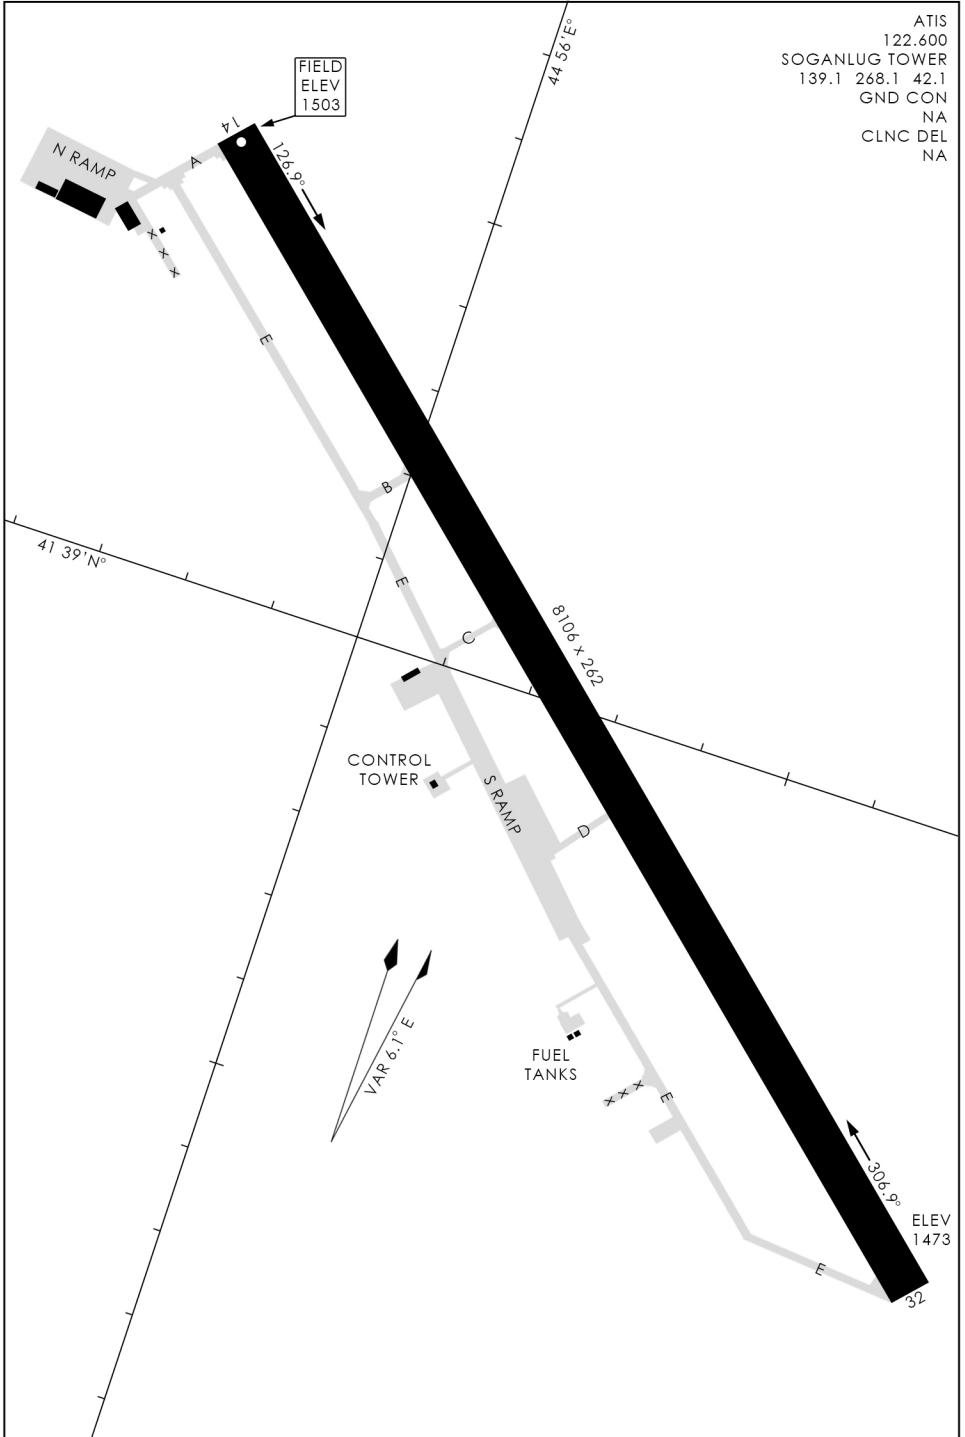 ATIS
122.600
SOGANLUG TOWER
139.1 268.1 42.1
GND CON
NA
CLNC DEL
NA
44 56'E°
FIELD
ELEV
1503
14
126.9°
N RAMP
A
x
x
x
E
B
41 39'N°
E
C
8106 x 262
CONTROL
TOWER
S RAMP
D
VAR 6.1° E
FUEL
TANKS
x x x
E
306.9°
ELEV
1473
E
32